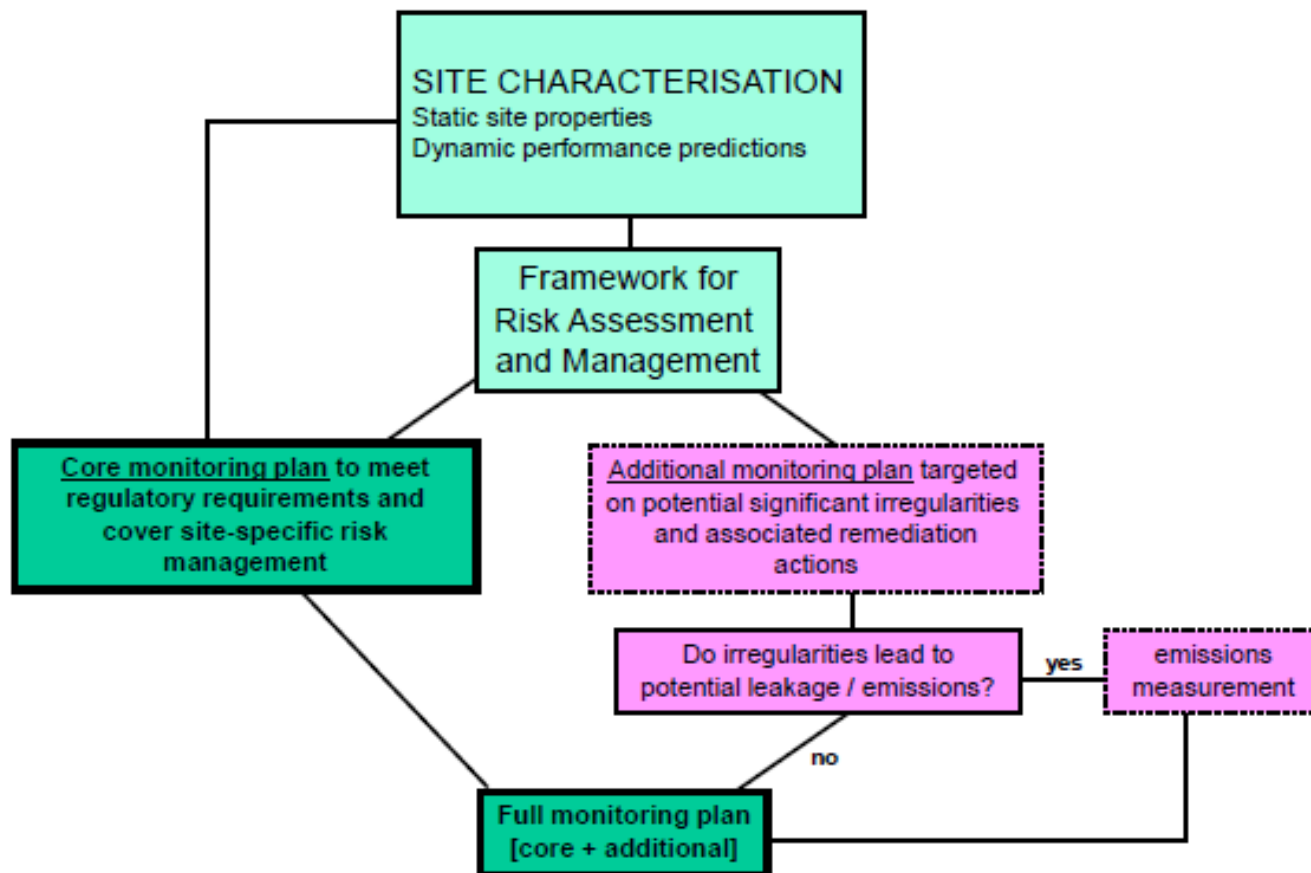 SITE CHARACTERISATION
Static site properties
Dynamic performance predictions
Framework for
Risk Assessment
and Management
Core monitoring plan to meet
regulatory requirements and
cover site-specific risk
management
Additional monitoring plan targeted
on potential significant irregularities
and associated remediation
actions
Do irregularities lead to
potential leakage / emissions?
yes
emissions
measurement
no
Full monitoring plan
[core + additional]